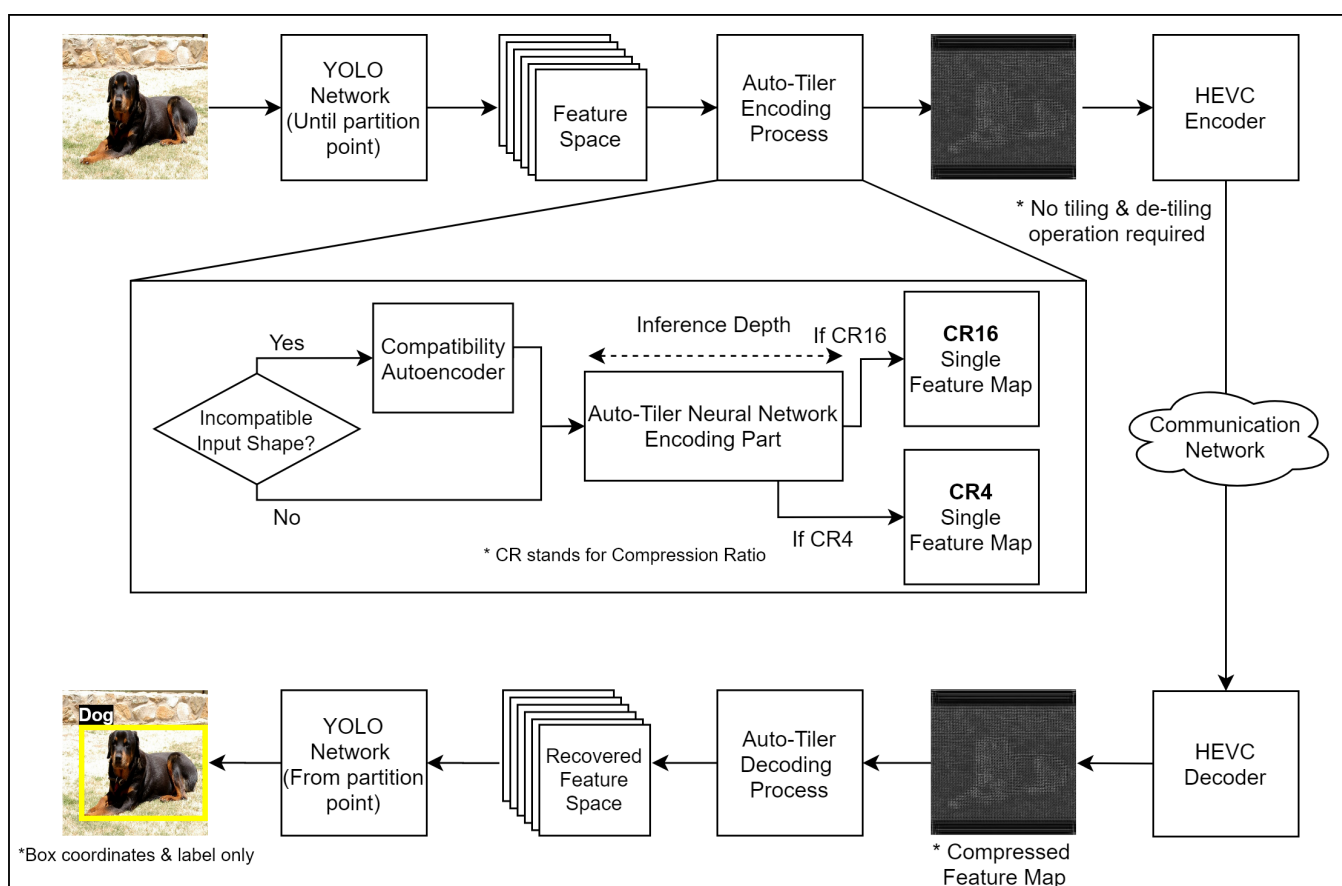 YOLO
Network
(Until partition
point)
Feature
Space
Auto-Tiler
Encoding
Process
HEVC
Encoder
* No tiling & de-tiling
operation required
Incompatible
Input Shape?
Yes
No
Compatibility
Autoencoder
Inference Depth
Auto-Tiler Neural Network
Encoding Part
If CR16
CR16
Single
Feature Map
If CR4
CR4
Single
Feature Map
* CR stands for Compression Ratio
Communication
Network
HEVC
Decoder
* Compressed
Feature Map
Auto-Tiler
Decoding
Process
Recovered
Feature
Space
YOLO
Network
(From partition
point)
Dog
*Box coordinates & label only